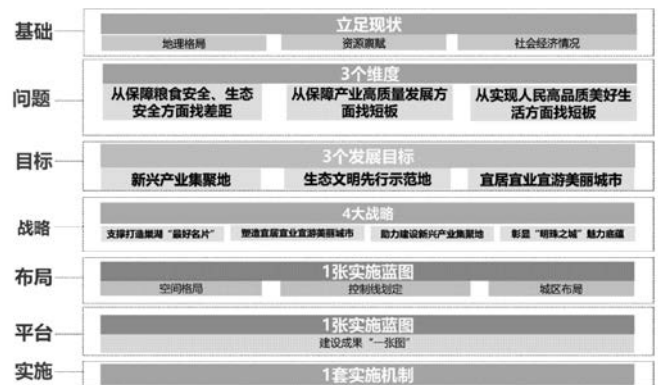 基础
立足现状
地理格局 资源禀赋 社会经济情况
问题
3个维度
从保障粮食安全、生态
安全方面找差距
从保障产业高质量发展方
面找短板
从实现人民高品质美好生
活方面找短板
目标
3个发展目标
新兴产业集聚地 生态文明先行示范地 宜居宜业宜游美丽城市
战略
4大战略
支撑打造巢湖“最好名片” 塑造宜居宜业宜游美丽城市 助力建设新兴产业集聚地 彰显“明珠之城”魅力底蕴
布局
1张实施蓝图
空间格局 控制线划定 城区布局
平台
1张实施蓝图
建设成果“一张图”
实施
1套实施机制